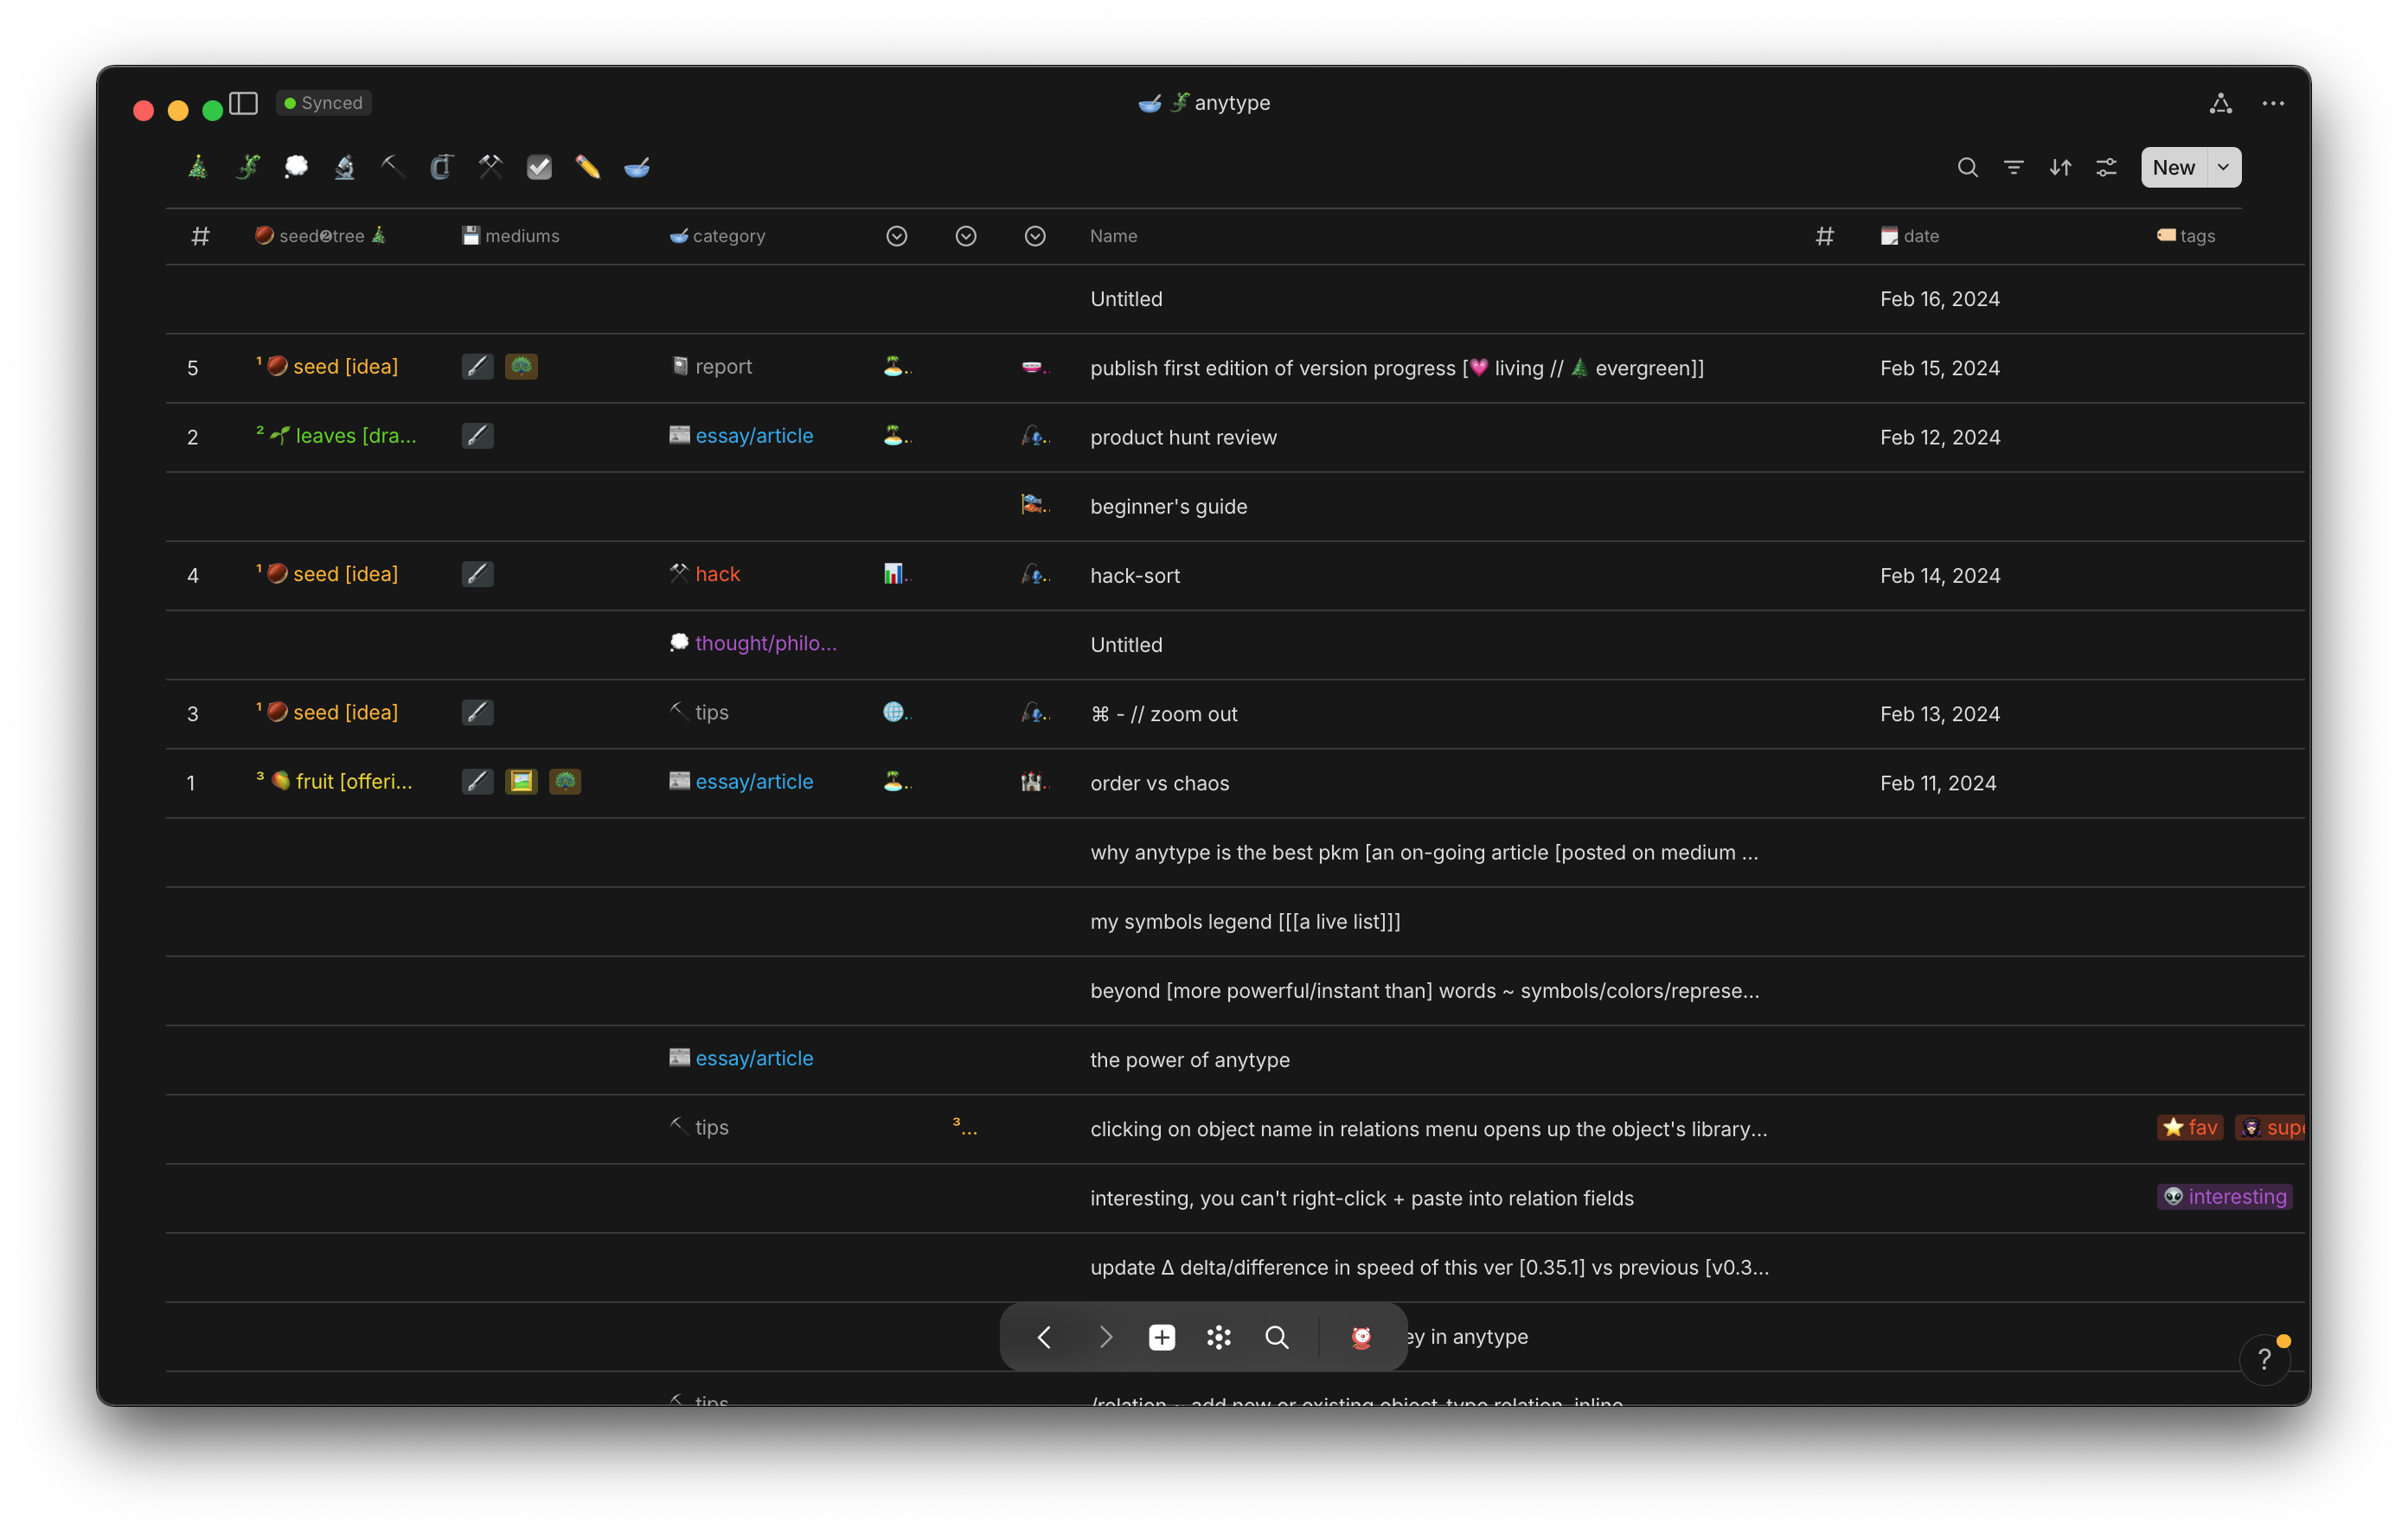 Synced
anytype
New
# seed❷tree mediums category Name # date tags
Untitled Feb 16, 2024
5 ¹ seed [idea] report publish first edition of version progress [💗 living // 🌲 evergreen]] Feb 15, 2024
2 ² leaves [dra... essay/article product hunt review Feb 12, 2024
beginner's guide
4 ¹ seed [idea] hack hack-sort Feb 14, 2024
thought/philo... Untitled
3 ¹ seed [idea] tips ⌘ - // zoom out Feb 13, 2024
1 ³ fruit [offeri... essay/article order vs chaos Feb 11, 2024
why anytype is the best pkm [an on-going article [posted on medium ...
my symbols legend [[[a live list]]]
beyond [more powerful/instant than] words ~ symbols/colors/represe...
essay/article the power of anytype
tips ³... clicking on object name in relations menu opens up the object's library... fav supe
interesting, you can't right-click + paste into relation fields interesting
update Δ delta/difference in speed of this ver [0.35.1] vs previous [v0.3...
ey in anytype
?
tips /relation ~ add new or existing object-type relation, inline